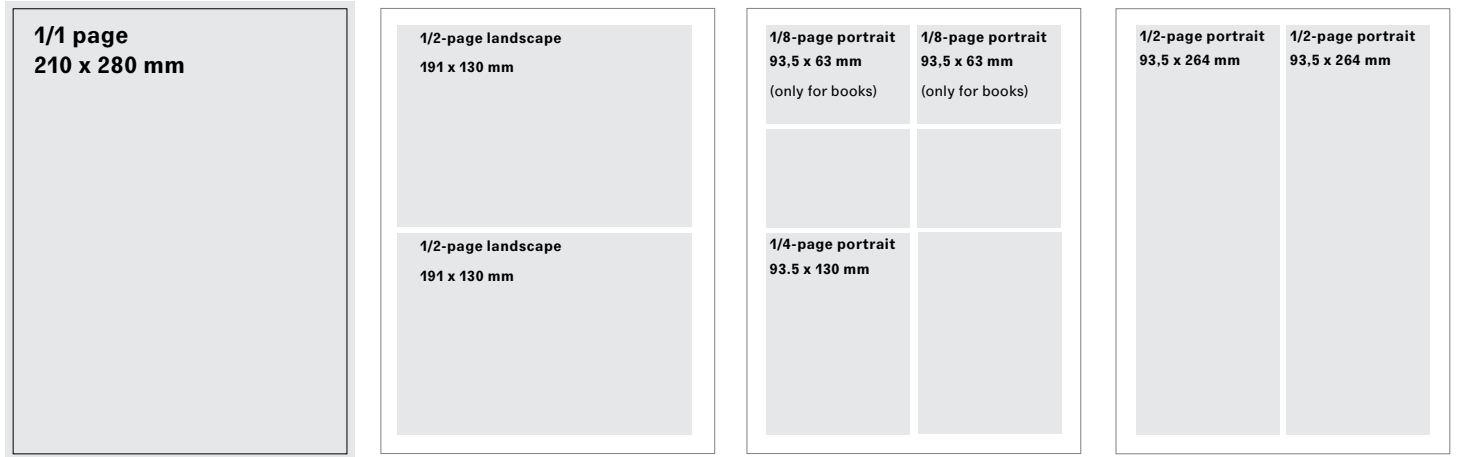 1/1 page
210 x 280 mm
1/2-page landscape
191 x 130 mm
1/2-page landscape
191 x 130 mm
1/8-page portrait
93,5 x 63 mm
(only for books)
1/8-page portrait
93,5 x 63 mm
(only for books)
1/4-page portrait
93.5 x 130 mm
1/2-page portrait
93,5 x 264 mm
1/2-page portrait
93,5 x 264 mm